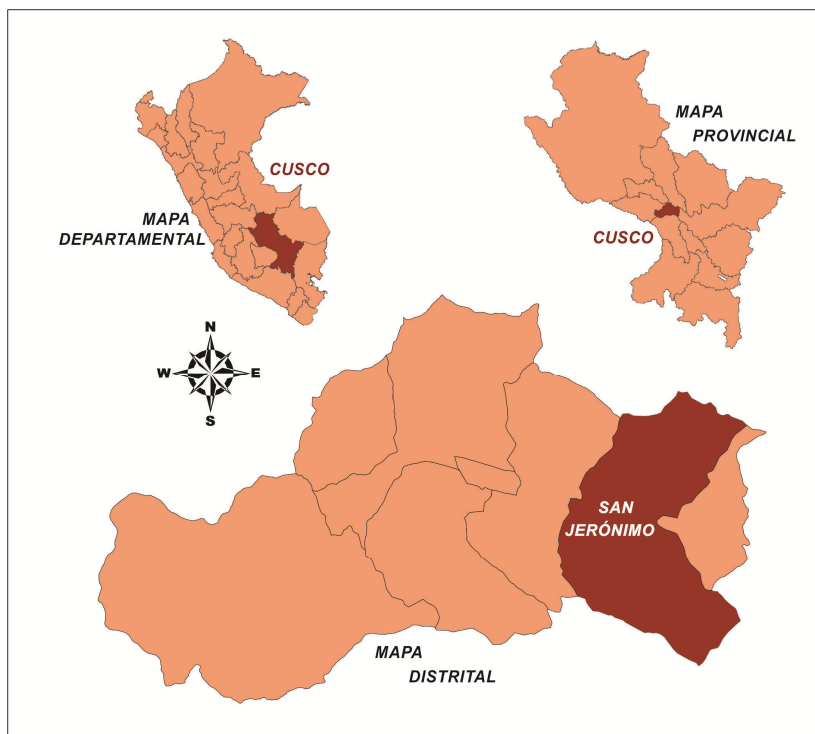 CUSCO
MAPA
DEPARTAMENTAL
MAPA
PROVINCIAL
CUSCO
N
W E
S
SAN
JERÓNIMO
MAPA
DISTRITAL